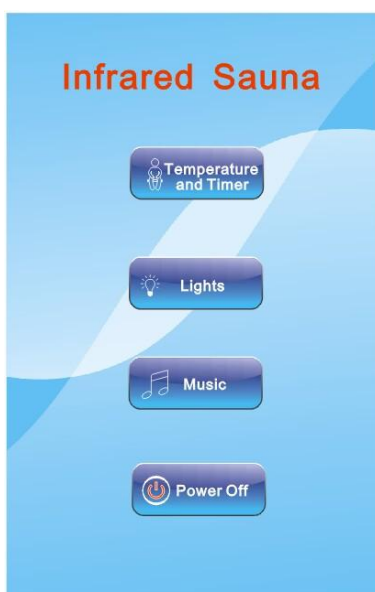 Infrared Sauna
Temperature
and Timer
Lights
Music
Power Off